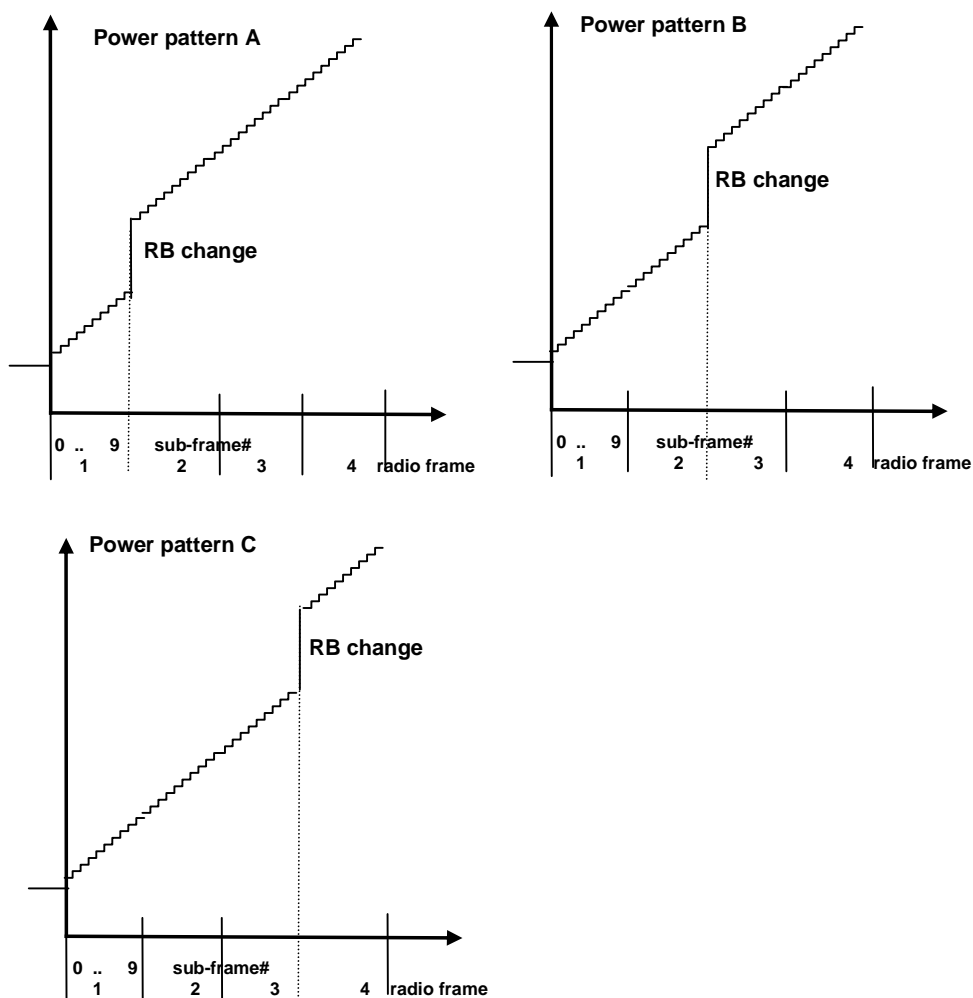 Power pattern A
RB change
0 .. 9 sub-frame#
1 2 3 4 radio frame
Power pattern B
RB change
0 .. 9 sub-frame#
1 2 3 4 radio frame
Power pattern C
RB change
0 .. 9 sub-frame#
1 2 3 4 radio frame